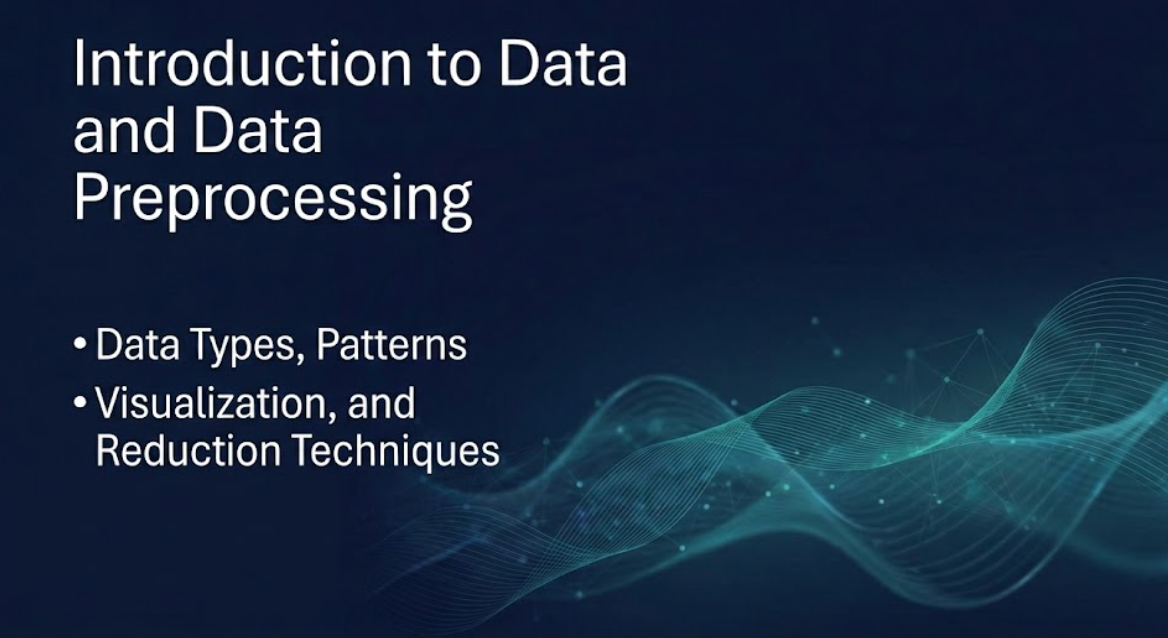 Introduction to Data
and Data
Preprocessing
• Data Types, Patterns
• Visualization, and
Reduction Techniques